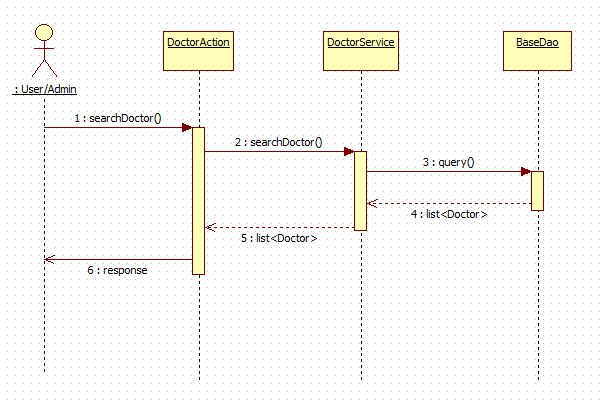 DoctorAction
DoctorService
BaseDao
: User/Admin
1 : searchDoctor()
2 : searchDoctor()
3 : query()
4 : list<Doctor>
5 : list<Doctor>
6 : response